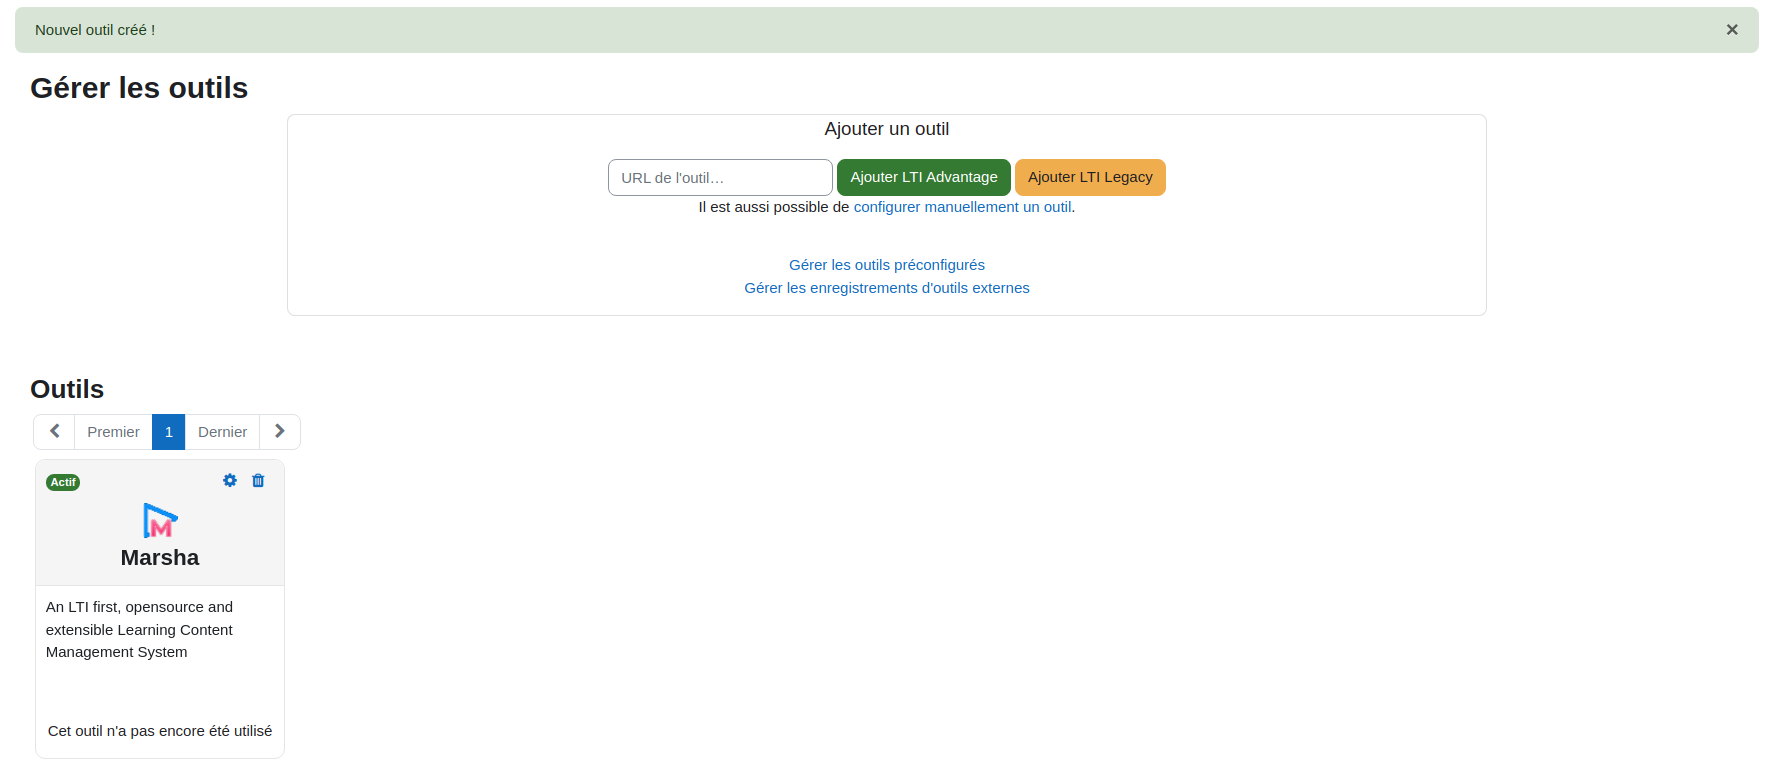 Nouvel outil créé !
Gérer les outils
Ajouter un outil
URL de l'outil…
Ajouter LTI Advantage
Ajouter LTI Legacy
Il est aussi possible de configurer manuellement un outil.
Gérer les outils préconfigurés
Gérer les enregistrements d'outils externes
Outils
Premier
1
Dernier
Actif
M
Marsha
An LTI first, opensource and
extensible Learning Content
Management System
Cet outil n'a pas encore été utilisé